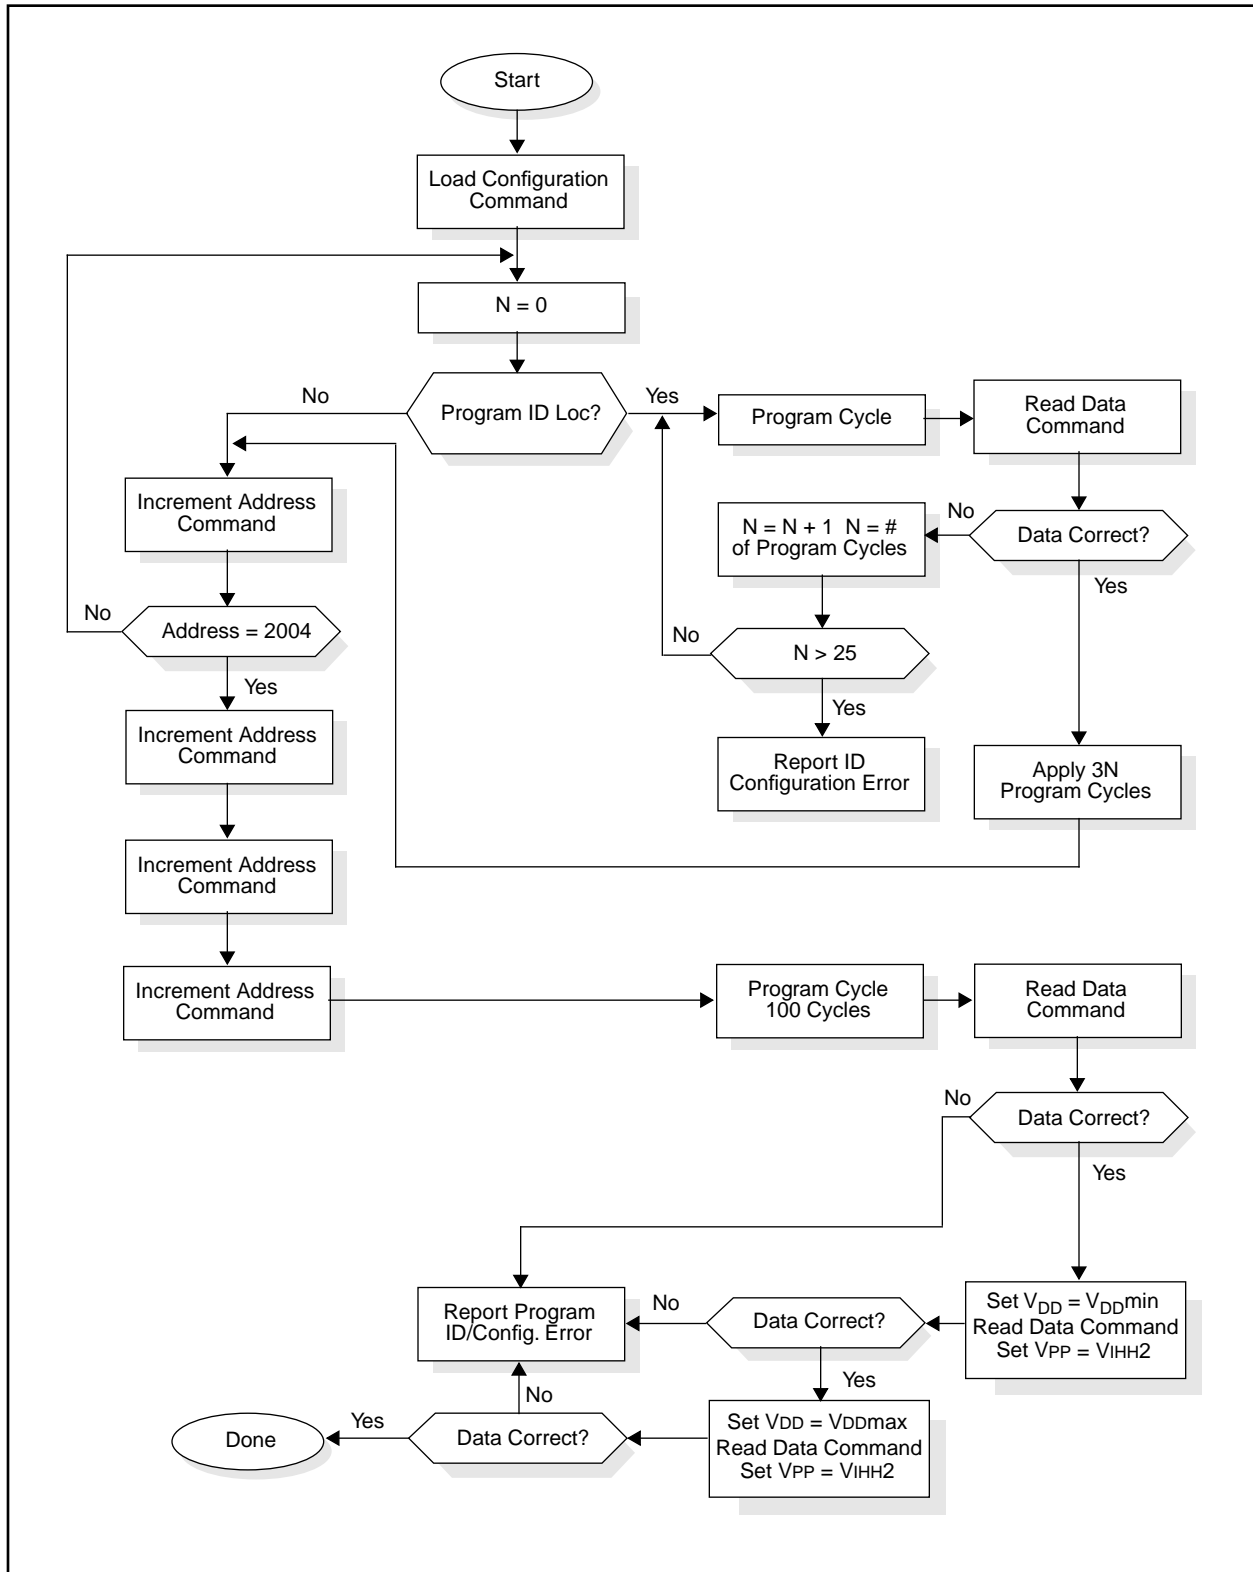 Start
Load Configuration
Command
N = 0
Program ID Loc?
No
Yes
Program Cycle
Read Data
Command
Increment Address
Command
N = N + 1  N = #
of Program Cycles
No
Data Correct?
Yes
No
Address = 2004
Yes
No
N > 25
Yes
Increment Address
Command
Report ID
Configuration Error
Apply 3N
Program Cycles
Increment Address
Command
Increment Address
Command
Program Cycle
100 Cycles
Read Data
Command
No
Data Correct?
Yes
Report Program
ID/Config. Error
No
Data Correct?
Yes
Set VDD = VDDmin
Read Data Command
Set VPP = VIHH2
No
Done
Yes
Data Correct?
Set VDD = VDDmax
Read Data Command
Set VPP = VIHH2